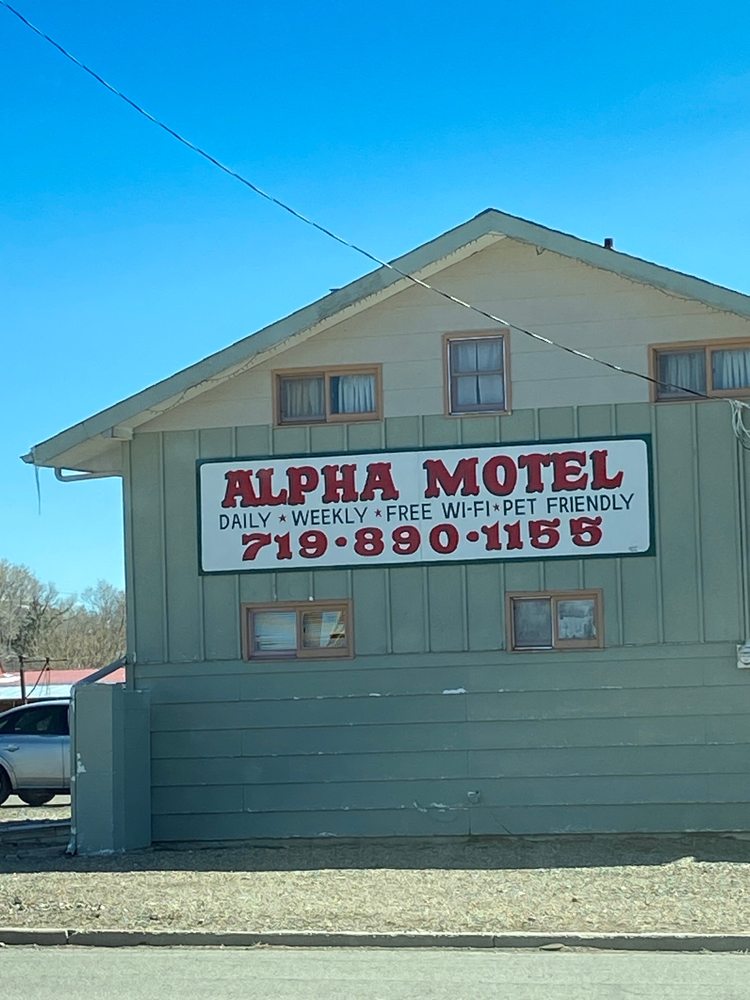 ALPHA MOTEL
DAILY ★ WEEKLY ★ FREE WI-FI ★ PET FRIENDLY
719•890•1155